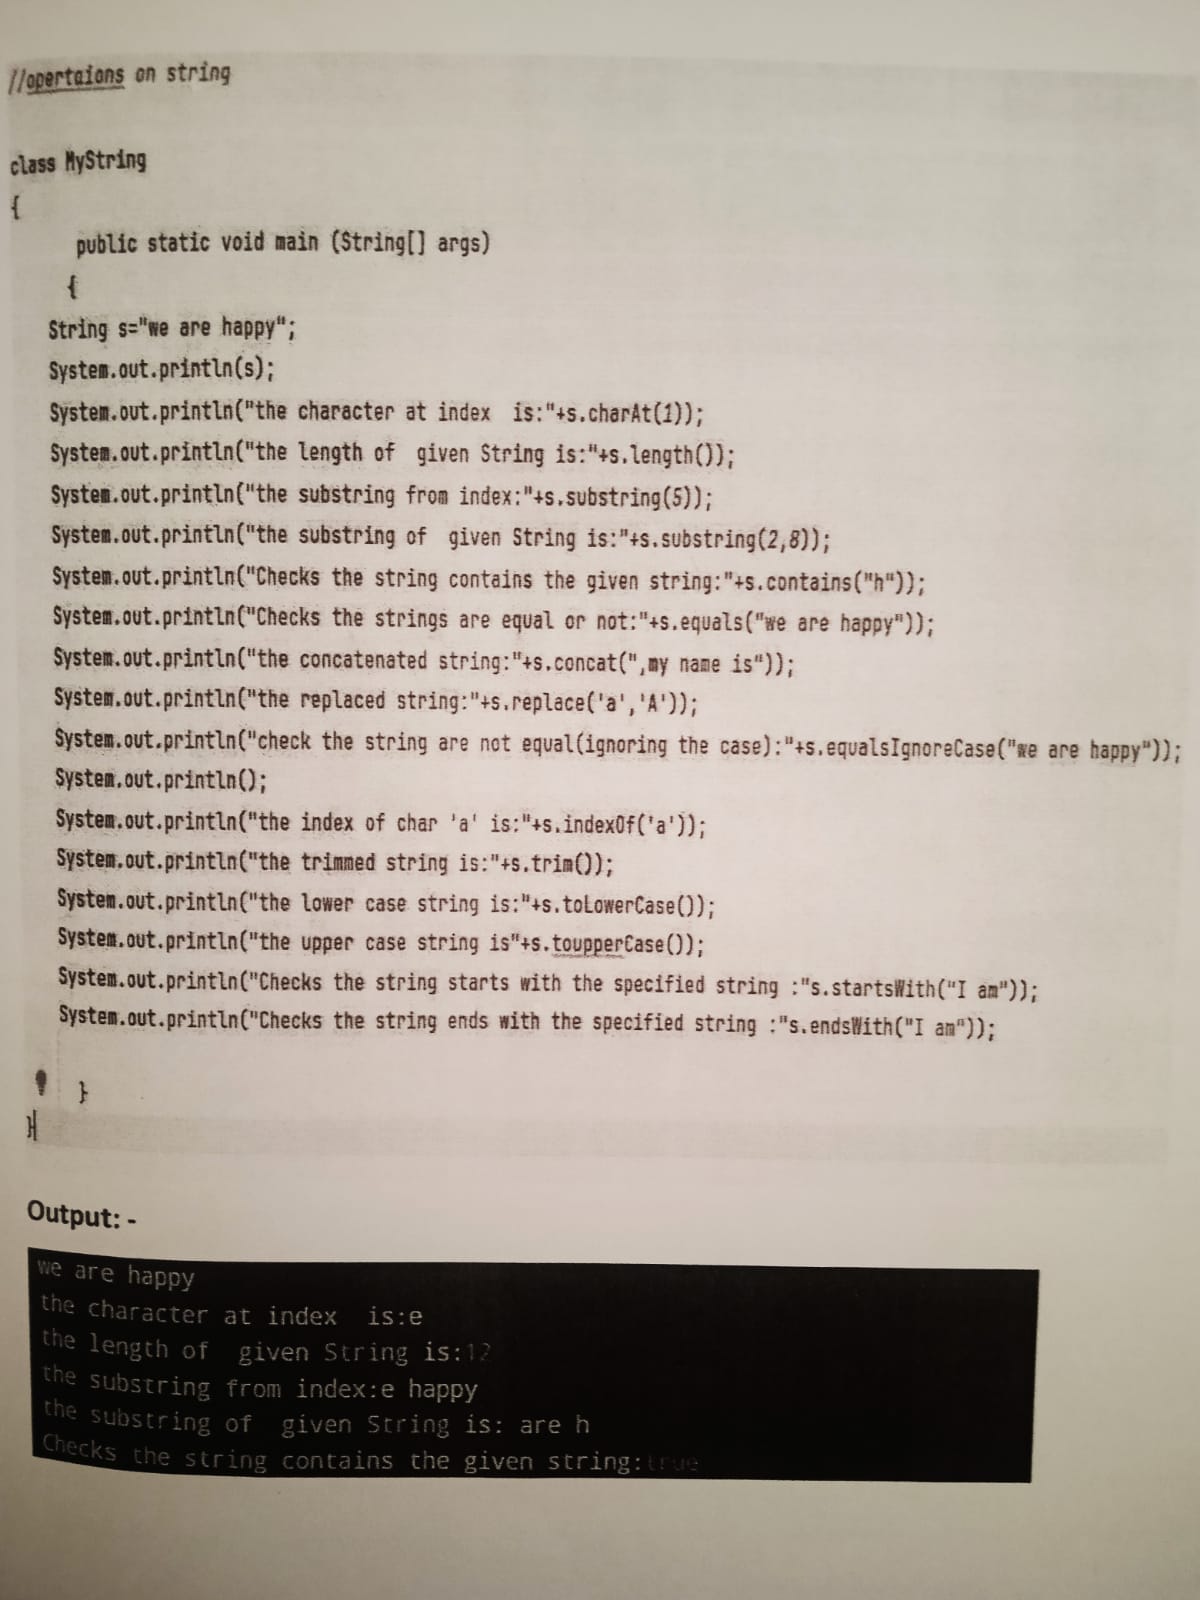 //opertaions on string
class MyString
{
public static void main (String[] args)
{
String s="we are happy";
System.out.println(s);
System.out.println("the character at index  is:"+s.charAt(1));
System.out.println("the length of  given String is:"+s.length());
System.out.println("the substring from index:"+s.substring(5));
System.out.println("the substring of  given String is:"+s.substring(2,8));
System.out.println("Checks the string contains the given string:"+s.contains("h"));
System.out.println("Checks the strings are equal or not:"+s.equals("we are happy"));
System.out.println("the concatenated string:"+s.concat(",my name is"));
System.out.println("the replaced string:"+s.replace('a','A'));
System.out.println("check the string are not equal(ignoring the case):"+s.equalsIgnoreCase("we are happy"));
System.out.println();
System.out.println("the index of char 'a' is:"+s.indexOf('a'));
System.out.println("the trimmed string is:"+s.trim());
System.out.println("the lower case string is:"+s.toLowerCase());
System.out.println("the upper case string is"+s.toupperCase());
System.out.println("Checks the string starts with the specified string :"s.startsWith("I am"));
System.out.println("Checks the string ends with the specified string :"s.endsWith("I am"));
}
}
Output: -
we are happy
the character at index  is:e
the length of  given String is:12
the substring from index:e happy
the substring of  given String is: are h
Checks the string contains the given string:true